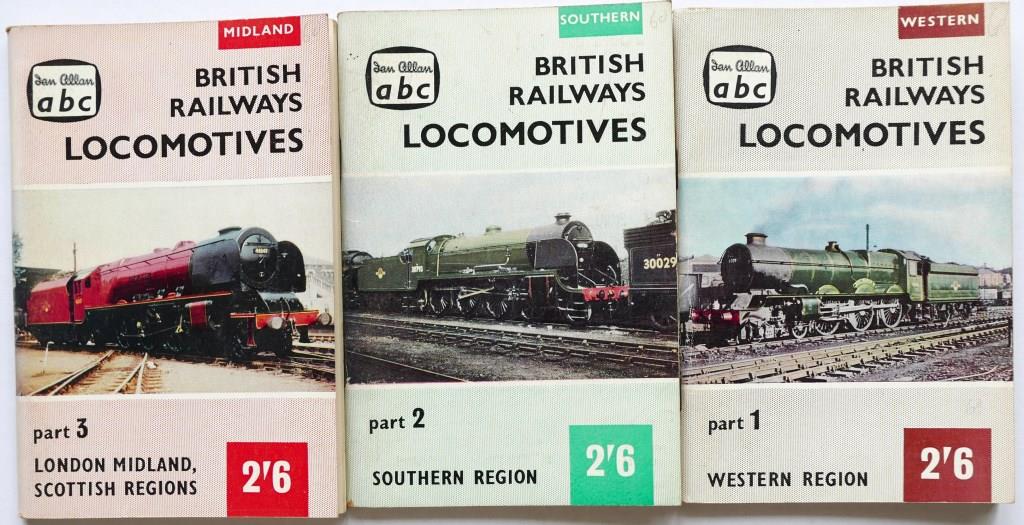 MIDLAND
Ian Allan
abc
BRITISH
RAILWAYS
LOCOMOTIVES
part 3
LONDON MIDLAND,
SCOTTISH REGIONS
2'6
SOUTHERN
Ian Allan
abc
BRITISH
RAILWAYS
LOCOMOTIVES
30029
part 2
SOUTHERN REGION
2'6
WESTERN
Ian Allan
abc
BRITISH
RAILWAYS
LOCOMOTIVES
part 1
WESTERN REGION
2'6